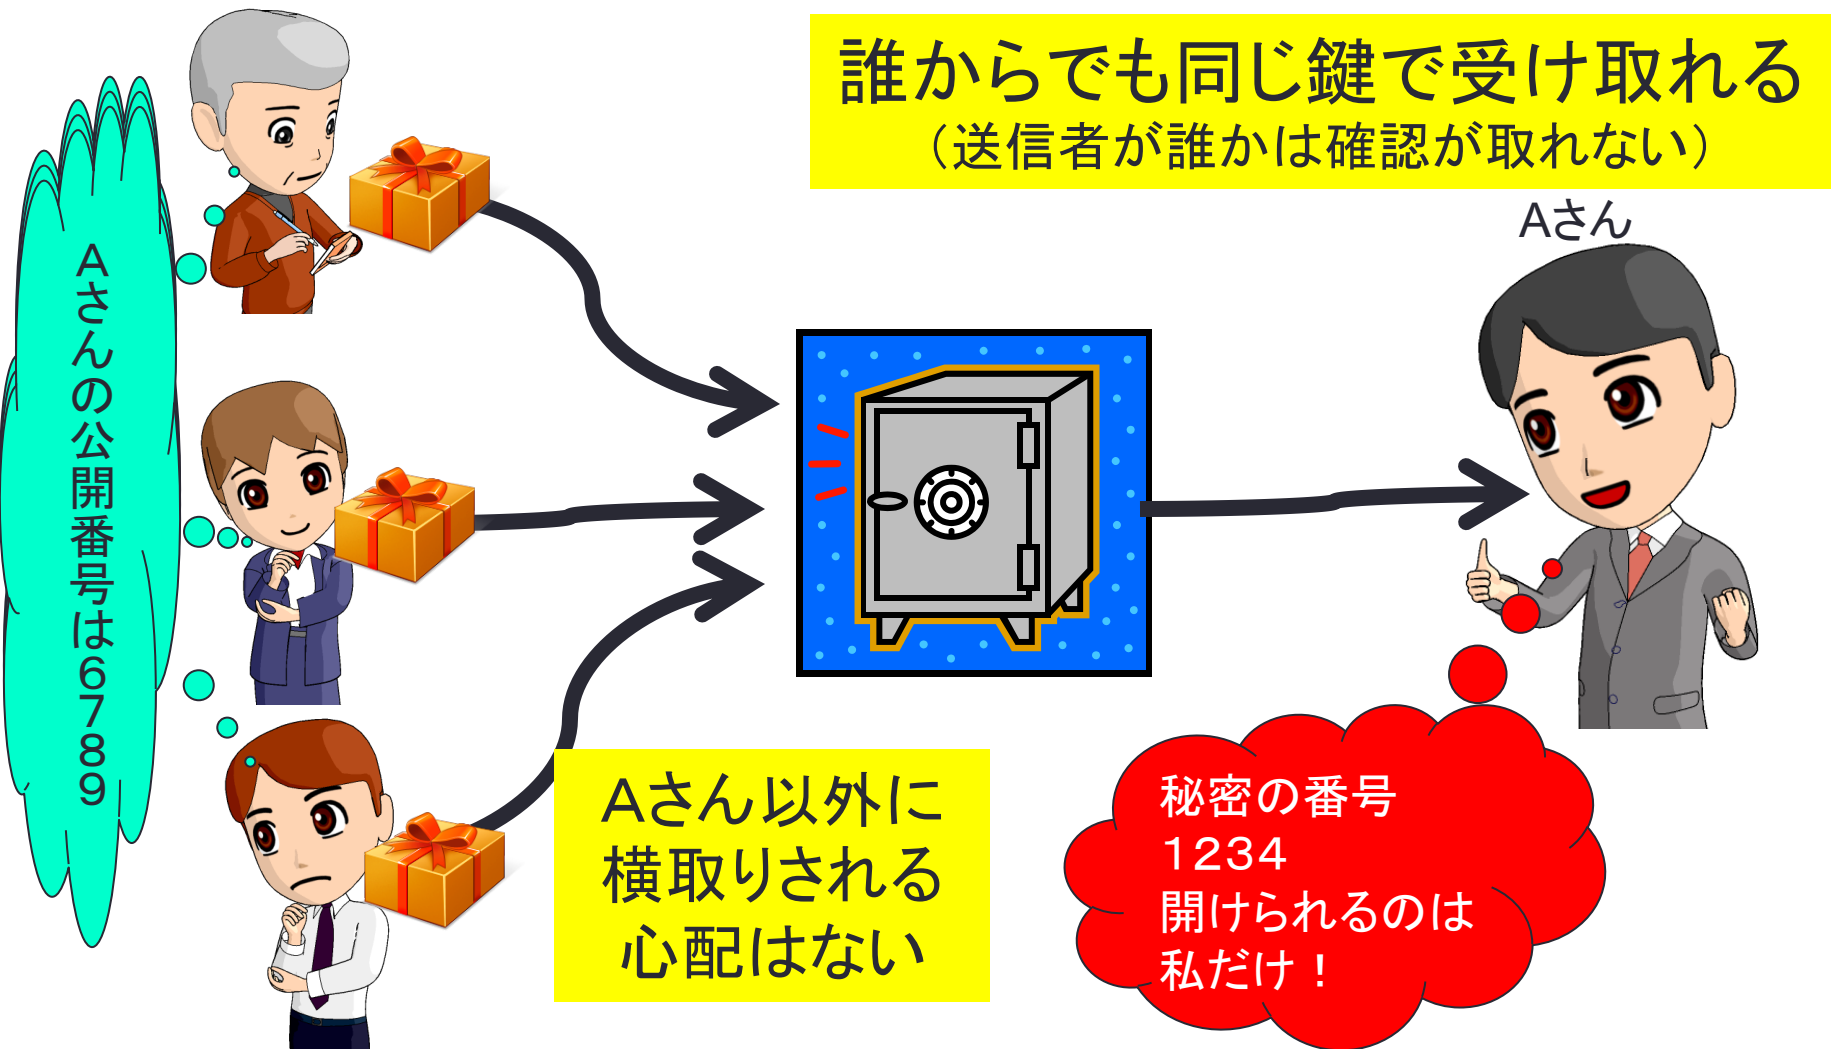 誰からでも同じ鍵で受け取れる
（送信者が誰かは確認が取れない）
Aさん
Aさんの公開番号は6789
Aさん以外に
横取りされる
心配はない
秘密の番号
1234
開けられるのは
私だけ！